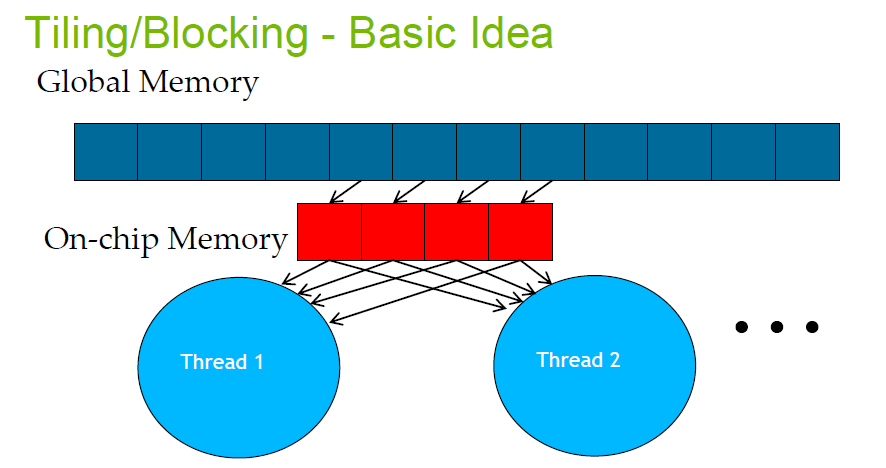 Tiling/Blocking - Basic Idea
Global Memory
On-chip Memory
Thread 1
Thread 2